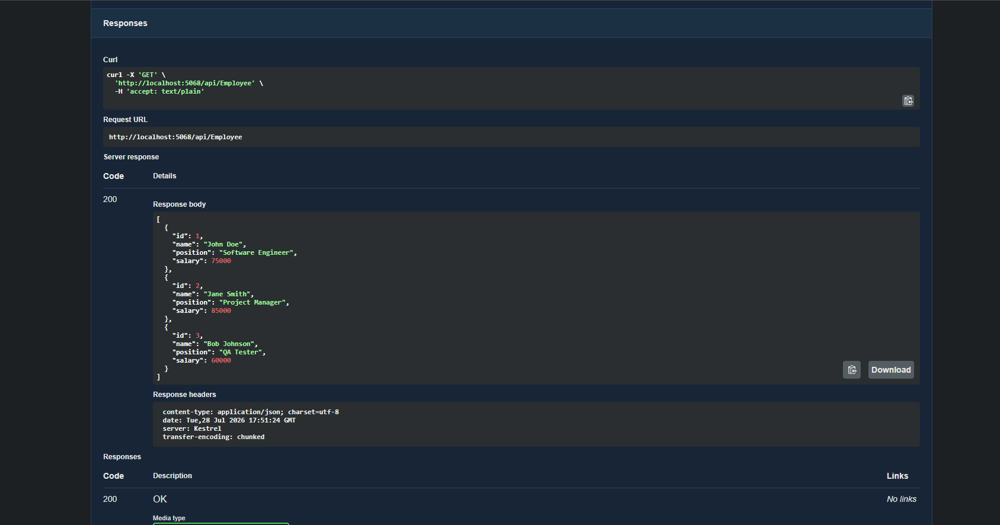 Responses
Curl
curl -X 'GET' \
  'http://localhost:5068/api/Employee' \
  -H 'accept: text/plain'
Request URL
http://localhost:5068/api/Employee
Server response
Code Details
200
Response body
[
  {
    "id": 1,
    "name": "John Doe",
    "position": "Software Engineer",
    "salary": 75000
  },
  {
    "id": 2,
    "name": "Jane Smith",
    "position": "Project Manager",
    "salary": 85000
  },
  {
    "id": 3,
    "name": "Bob Johnson",
    "position": "QA Tester",
    "salary": 60000
  }
]
Download
Response headers
content-type: application/json; charset=utf-8
date: Tue,28 Jul 2026 17:51:24 GMT
server: Kestrel
transfer-encoding: chunked
Responses
Code Description Links
200 OK No links
Media type